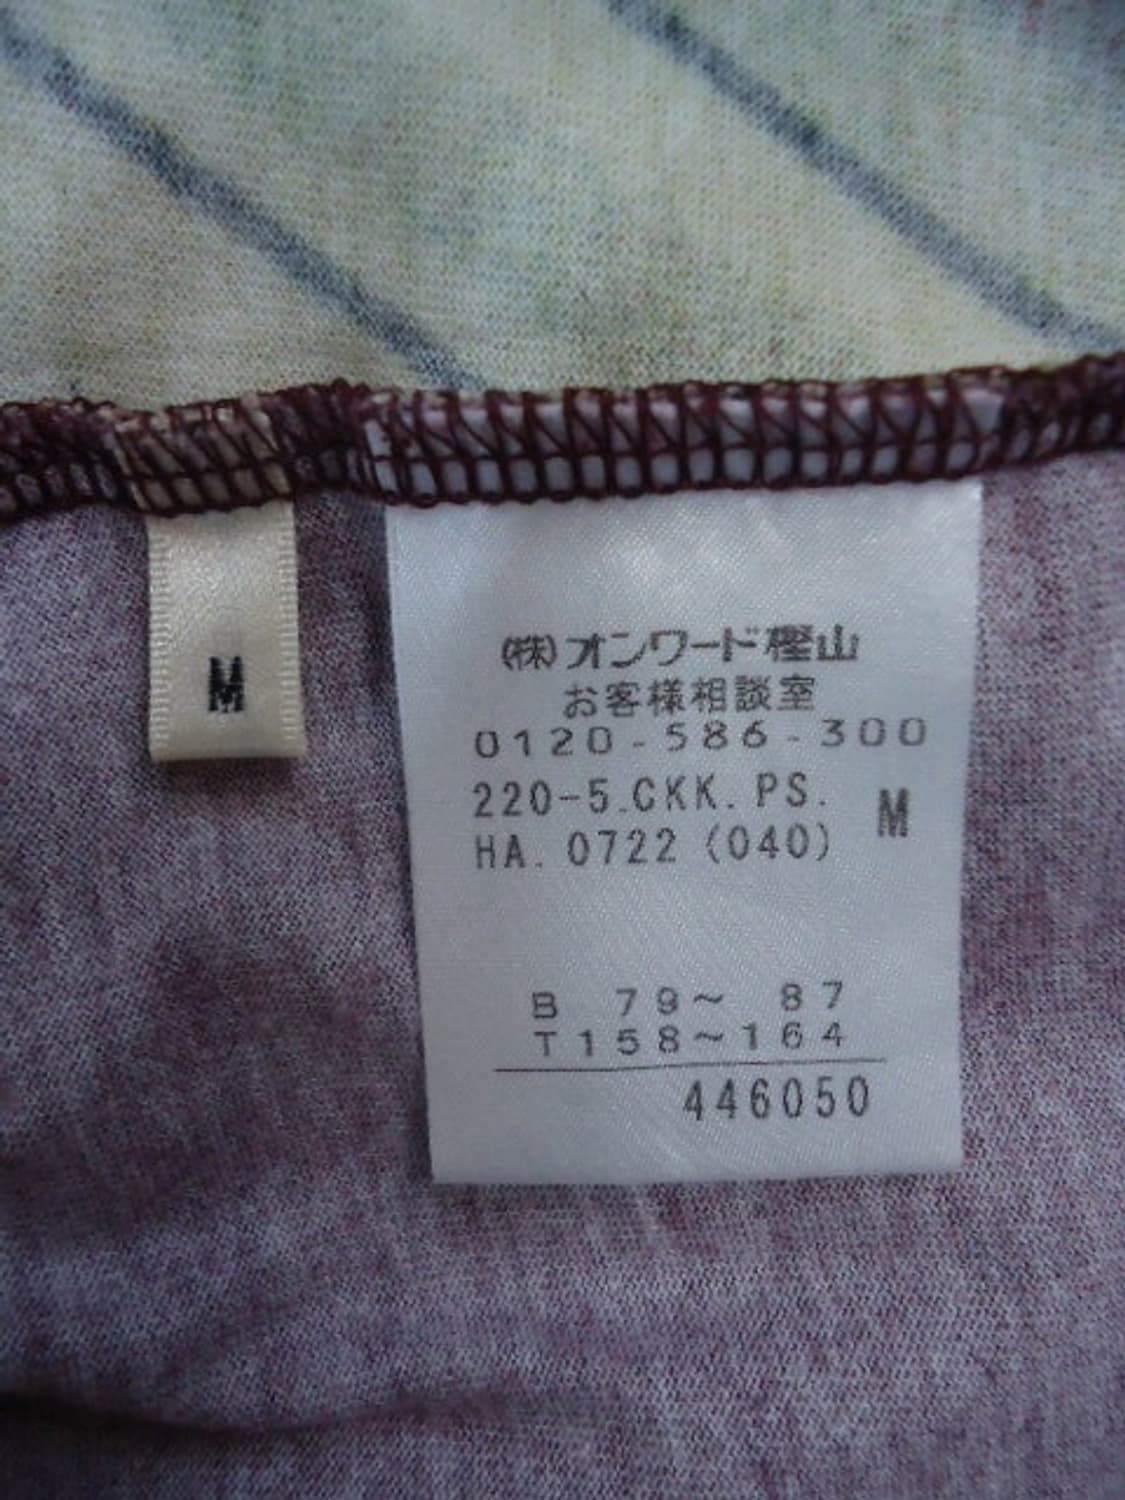 M
(株)オンワード樫山
お客様相談室
0120-586-300
220-5.CKK.PS.
M
HA.0722(040)
B 79～ 87
T158～164
446050